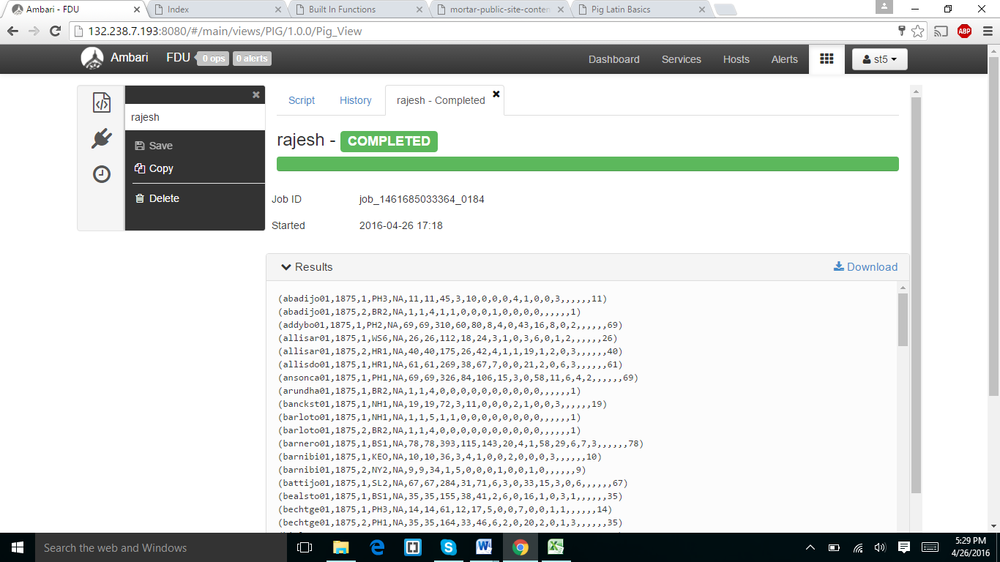 Ambari - FDU
Index
Built In Functions
mortar-public-site-conten
Pig Latin Basics
132.238.7.193:8080/#/main/views/PIG/1.0.0/Pig_View
ABP
Ambari FDU 0 ops 0 alerts Dashboard Services Hosts Alerts st5
rajesh
Save
Copy
Delete
Script History rajesh - Completed
rajesh - COMPLETED
Job ID job_1461685033364_0184
Started 2016-04-26 17:18
Results Download
(abadijo01,1875,1,PH3,NA,11,11,45,3,10,0,0,0,4,1,0,0,3,,,,,,11)
(abadijo01,1875,2,BR2,NA,1,1,4,1,1,0,0,0,1,0,0,0,0,,,,,,1)
(addybo01,1875,1,PH2,NA,69,69,310,60,80,8,4,0,43,16,8,0,2,,,,,,69)
(allisar01,1875,1,WS6,NA,26,26,112,18,24,3,1,0,3,6,0,1,2,,,,,,26)
(allisar01,1875,2,HR1,NA,40,40,175,26,42,4,1,1,19,1,2,0,3,,,,,,40)
(allisdo01,1875,1,HR1,NA,61,61,269,38,67,7,0,0,21,2,0,6,3,,,,,,61)
(ansonca01,1875,1,PH1,NA,69,69,326,84,106,15,3,0,58,11,6,4,2,,,,,,69)
(arundha01,1875,1,BR2,NA,1,1,4,0,0,0,0,0,0,0,0,0,0,,,,,,1)
(banckst01,1875,1,NH1,NA,19,19,72,3,11,0,0,0,2,1,0,0,3,,,,,,19)
(barloto01,1875,1,NH1,NA,1,1,5,1,1,0,0,0,0,0,0,0,0,,,,,,1)
(barloto01,1875,2,BR2,NA,1,1,4,0,0,0,0,0,0,0,0,0,0,,,,,,1)
(barnero01,1875,1,BS1,NA,78,78,393,115,143,20,4,1,58,29,6,7,3,,,,,,78)
(barnibi01,1875,1,KEO,NA,10,10,36,3,4,1,0,0,2,0,0,0,3,,,,,,10)
(barnibi01,1875,2,NY2,NA,9,9,34,1,5,0,0,0,1,0,0,1,0,,,,,,9)
(battijo01,1875,1,SL2,NA,67,67,284,31,71,6,3,0,33,15,3,0,6,,,,,,67)
(bealsto01,1875,1,BS1,NA,35,35,155,38,41,2,6,0,16,1,0,3,1,,,,,,35)
(bechtge01,1875,1,PH3,NA,14,14,61,12,17,5,0,0,7,0,0,1,1,,,,,,14)
(bechtge01,1875,2,PH1,NA,35,35,164,33,46,6,2,0,20,2,0,1,3,,,,,,35)
Search the web and Windows
5:29 PM
4/26/2016